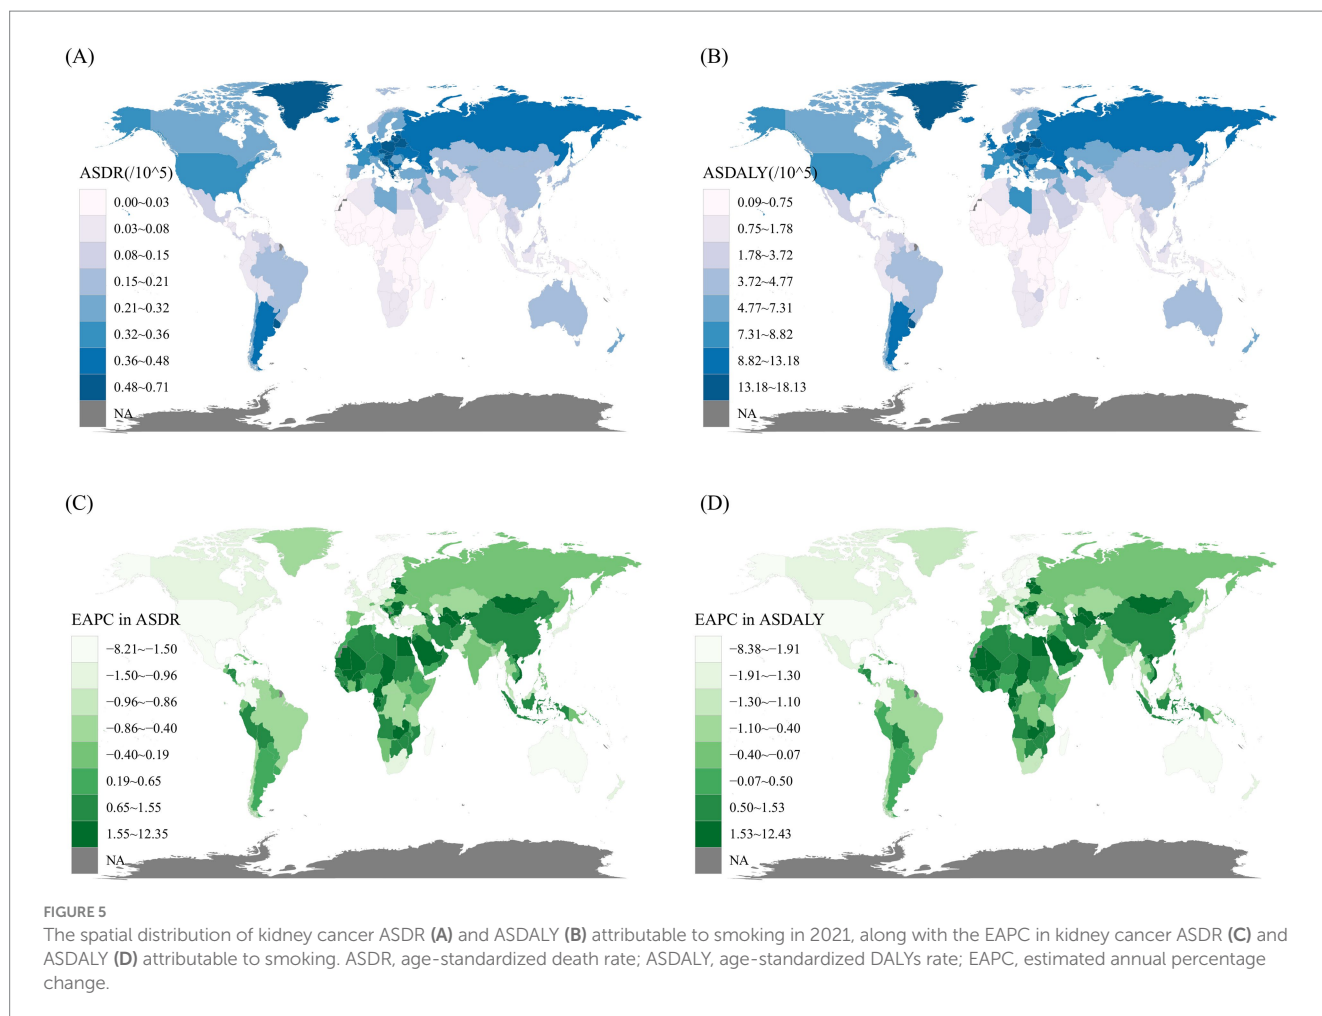 (A)
ASDR(/10^5)
0.00~0.03
0.03~0.08
0.08~0.15
0.15~0.21
0.21~0.32
0.32~0.36
0.36~0.48
0.48~0.71
NA
(B)
ASDALY(/10^5)
0.09~0.75
0.75~1.78
1.78~3.72
3.72~4.77
4.77~7.31
7.31~8.82
8.82~13.18
13.18~18.13
NA
(C)
EAPC in ASDR
−8.21~−1.50
−1.50~−0.96
−0.96~−0.86
−0.86~−0.40
−0.40~0.19
0.19~0.65
0.65~1.55
1.55~12.35
NA
(D)
EAPC in ASDALY
−8.38~−1.91
−1.91~−1.30
−1.30~−1.10
−1.10~−0.40
−0.40~−0.07
−0.07~0.50
0.50~1.53
1.53~12.43
NA
FIGURE 5
The spatial distribution of kidney cancer ASDR (A) and ASDALY (B) attributable to smoking in 2021, along with the EAPC in kidney cancer ASDR (C) and
ASDALY (D) attributable to smoking. ASDR, age-standardized death rate; ASDALY, age-standardized DALYs rate; EAPC, estimated annual percentage
change.